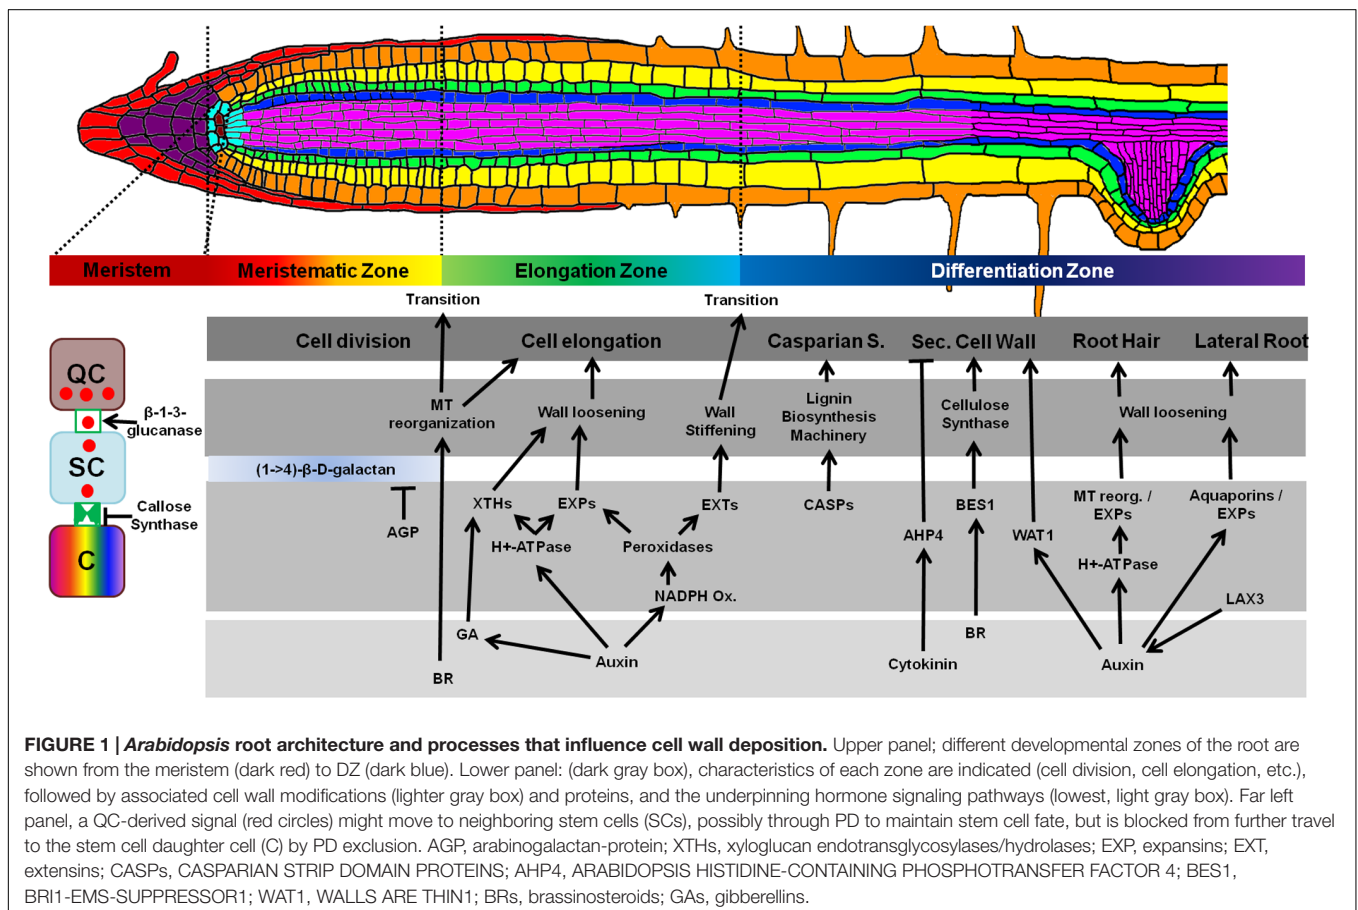 Meristem
Meristematic Zone
Elongation Zone
Differentiation Zone
Transition
Transition
Cell division
Cell elongation
Casparian S.
Sec. Cell Wall
Root Hair
Lateral Root
QC
β-1-3-
glucanase
SC
Callose
Synthase
C
MT
reorganization
Wall loosening
Wall
Stiffening
Lignin
Biosynthesis
Machinery
Cellulose
Synthase
Wall loosening
(1->4)-β-D-galactan
AGP
XTHs
EXPs
EXTs
CASPs
BES1
MT reorg. /
EXPs
Aquaporins /
EXPs
H+-ATPase
Peroxidases
AHP4
WAT1
H+-ATPase
NADPH Ox.
LAX3
GA
BR
Auxin
Cytokinin
BR
Auxin
FIGURE 1 | Arabidopsis root architecture and processes that influence cell wall deposition. Upper panel; different developmental zones of the root are
shown from the meristem (dark red) to DZ (dark blue). Lower panel: (dark gray box), characteristics of each zone are indicated (cell division, cell elongation, etc.),
followed by associated cell wall modifications (lighter gray box) and proteins, and the underpinning hormone signaling pathways (lowest, light gray box). Far left
panel, a QC-derived signal (red circles) might move to neighboring stem cells (SCs), possibly through PD to maintain stem cell fate, but is blocked from further travel
to the stem cell daughter cell (C) by PD exclusion. AGP, arabinogalactan-protein; XTHs, xyloglucan endotransglycosylases/hydrolases; EXP, expansins; EXT,
extensins; CASPs, CASPARIAN STRIP DOMAIN PROTEINS; AHP4, ARABIDOPSIS HISTIDINE-CONTAINING PHOSPHOTRANSFER FACTOR 4; BES1,
BRI1-EMS-SUPPRESSOR1; WAT1, WALLS ARE THIN1; BRs, brassinosteroids; GAs, gibberellins.